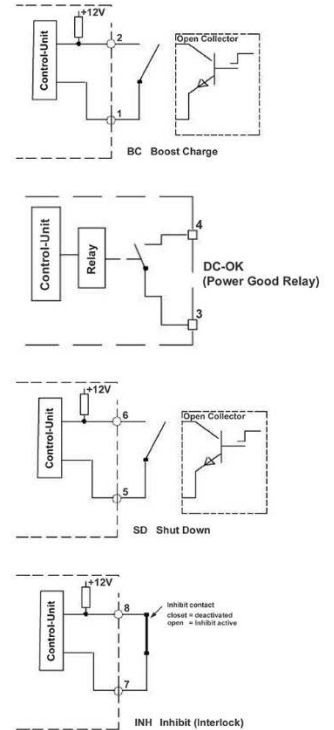 +12V
2
Control-Unit
1
Open Collector
BC Boost Charge
Control-Unit
Relay
4
DC-OK
(Power Good Relay)
3
+12V
6
Control-Unit
5
Open Collector
SD Shut Down
+12V
8
Control-Unit
7
Inhibit contact
closet = deactivated
open = Inhibit active
INH Inhibit (Interlock)